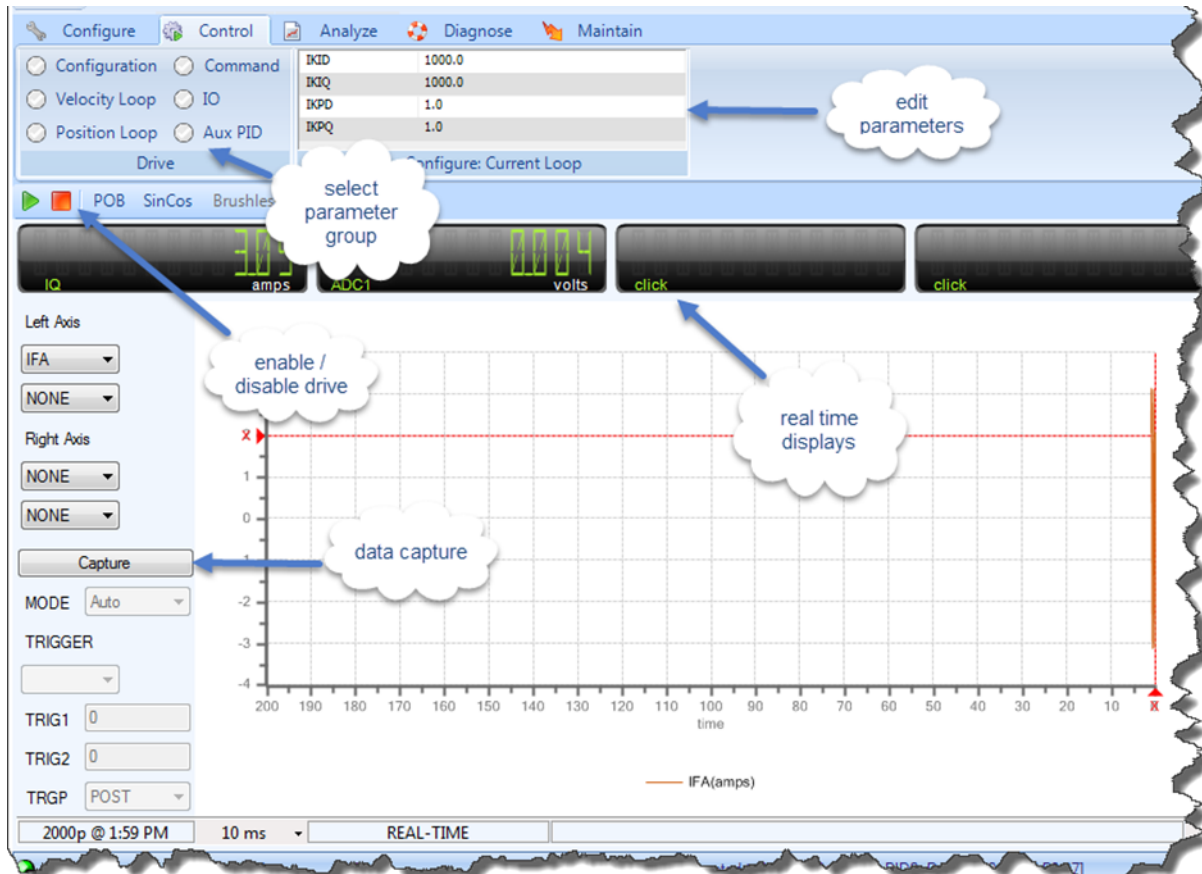 Configure Control Analyze Diagnose Maintain
Configuration Command
Velocity Loop IO
Position Loop Aux PID
Drive
IKID 1000.0
IKIQ 1000.0
IKPD 1.0
IKPQ 1.0
Configure: Current Loop
edit
parameters
select
parameter
group
POB SinCos
IQ amps
ADC1 0.004 volts
click
click
enable /
disable drive
real time
displays
data capture
Left Axis
IFA
NONE
Right Axis
NONE
NONE
Capture
MODE Auto
TRIGGER
TRIG1 0
TRIG2 0
TRGP POST
1
0
-2
-3
-4
200 190 180 170 160 150 140 130 120 110 100 90 80 70 60 50 40 30 20 10
time
IFA(amps)
2000p @ 1:59 PM 10 ms REAL-TIME